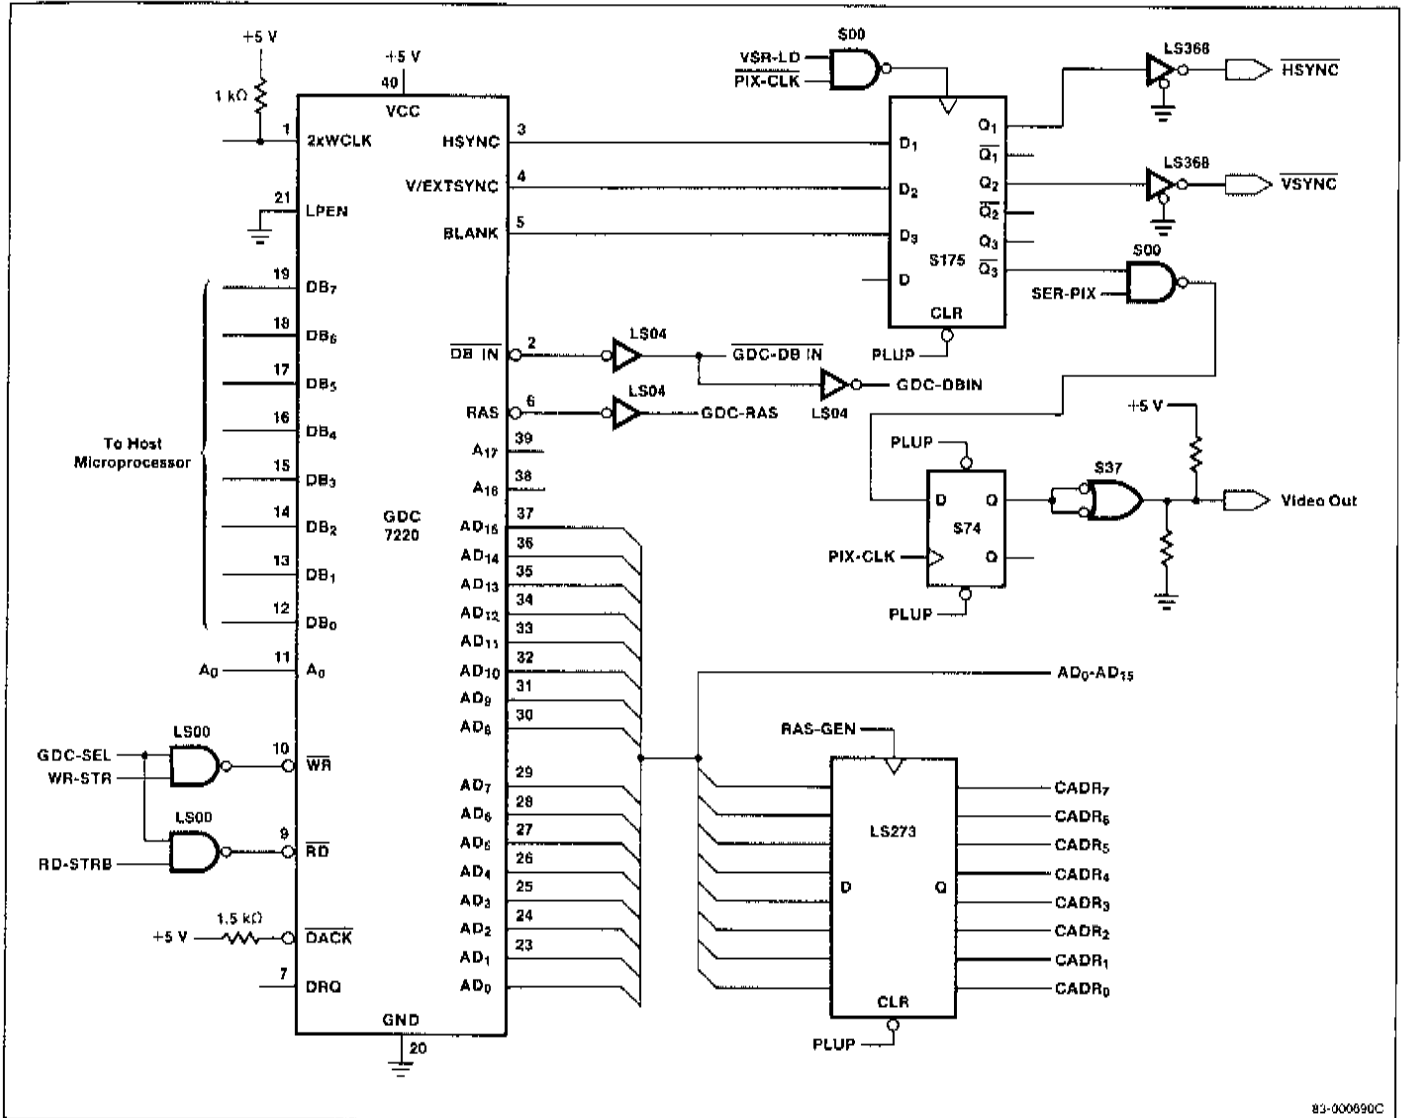 +5 V
1 kΩ
+5 V
40
VCC
1
2xWCLK
21
LPEN
19
DB7
18
DB6
17
DB5
16
DB4
15
DB3
14
DB2
13
DB1
12
DB0
To Host
Microprocessor
A0
11
A0
GDC-SEL
WR-STR
LS00
10
WR
LS00
RD-STRB
9
RD
+5 V
1.5 kΩ
DACK
7
DRQ
GND
20
GDC
7220
HSYNC
3
V/EXTSYNC
4
BLANK
5
DB IN
2
LS04
GDC-DB IN
LS04
GDC-DBIN
RAS
6
LS04
GDC-RAS
A17
39
A16
38
AD15
37
AD14
36
AD13
35
AD12
34
AD11
33
AD10
32
AD9
31
AD8
30
AD7
29
AD6
28
AD5
27
AD4
26
AD3
25
AD2
24
AD1
23
AD0
VSR-LD
PIX-CLK
S00
D1
D2
D3
D
S175
CLR
PLUP
Q1
Q1
Q2
Q2
Q3
Q3
LS368
HSYNC
LS368
VSYNC
S00
SER-PIX
PLUP
D
Q
S74
PIX-CLK
Q
PLUP
S37
+5 V
Video Out
AD0-AD15
RAS-GEN
LS273
D
Q
CLR
PLUP
CADR7
CADR6
CADR5
CADR4
CADR3
CADR2
CADR1
CADR0
83-000690C